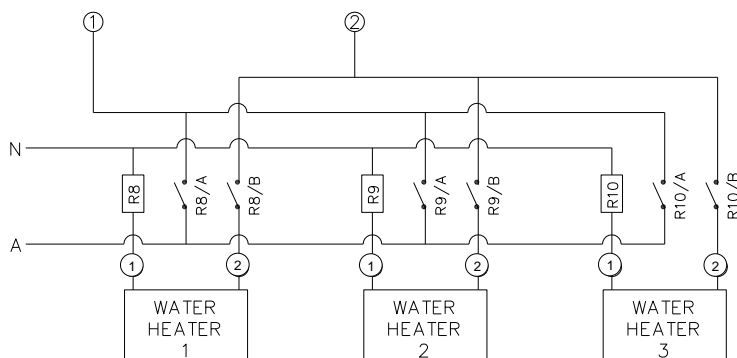 1
2
N
R8
R8/A
R8/B
R9
R9/A
R9/B
R10
R10/A
R10/B
A
1
2
1
2
1
2
WATER
HEATER
1
WATER
HEATER
2
WATER
HEATER
3